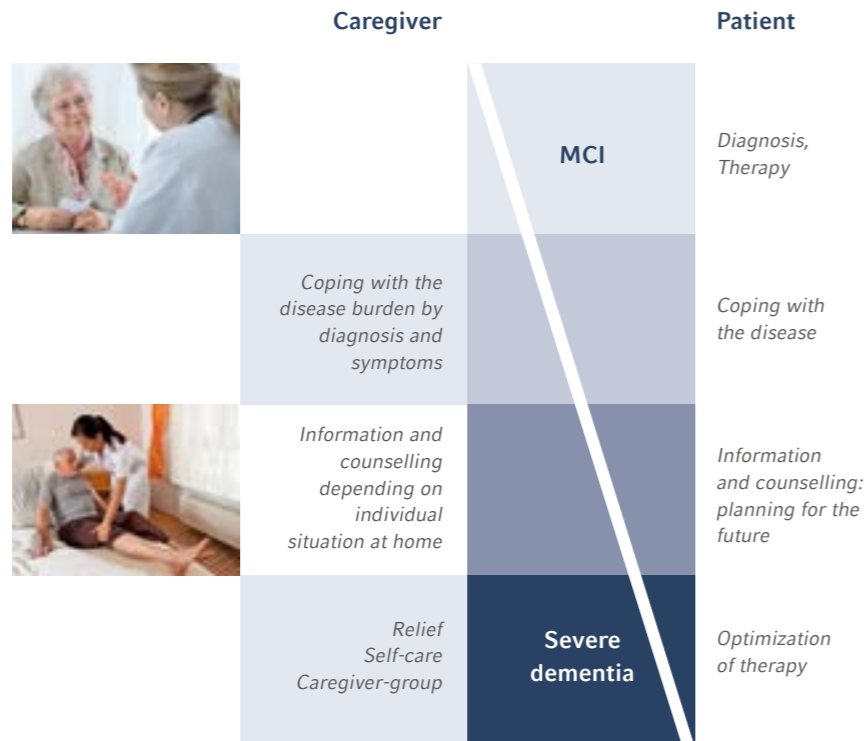 Caregiver
Patient
MCI
Diagnosis,
Therapy
Coping with the
disease burden by
diagnosis and
symptoms
Coping with
the disease
Information and
counselling
depending on
individual
situation at home
Information
and counselling:
planning for the
future
Relief
Self-care
Caregiver-group
Severe
dementia
Optimization
of therapy